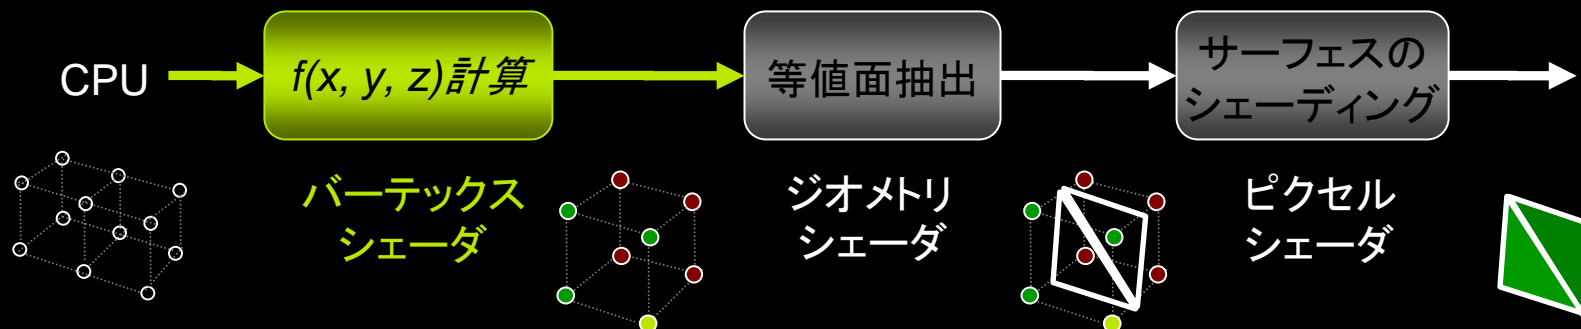 CPU
f(x, y, z)計算
等値面抽出
サーフェスの
シェーディング
バーテックス
シェーダ
ジオメトリ
シェーダ
ピクセル
シェーダ